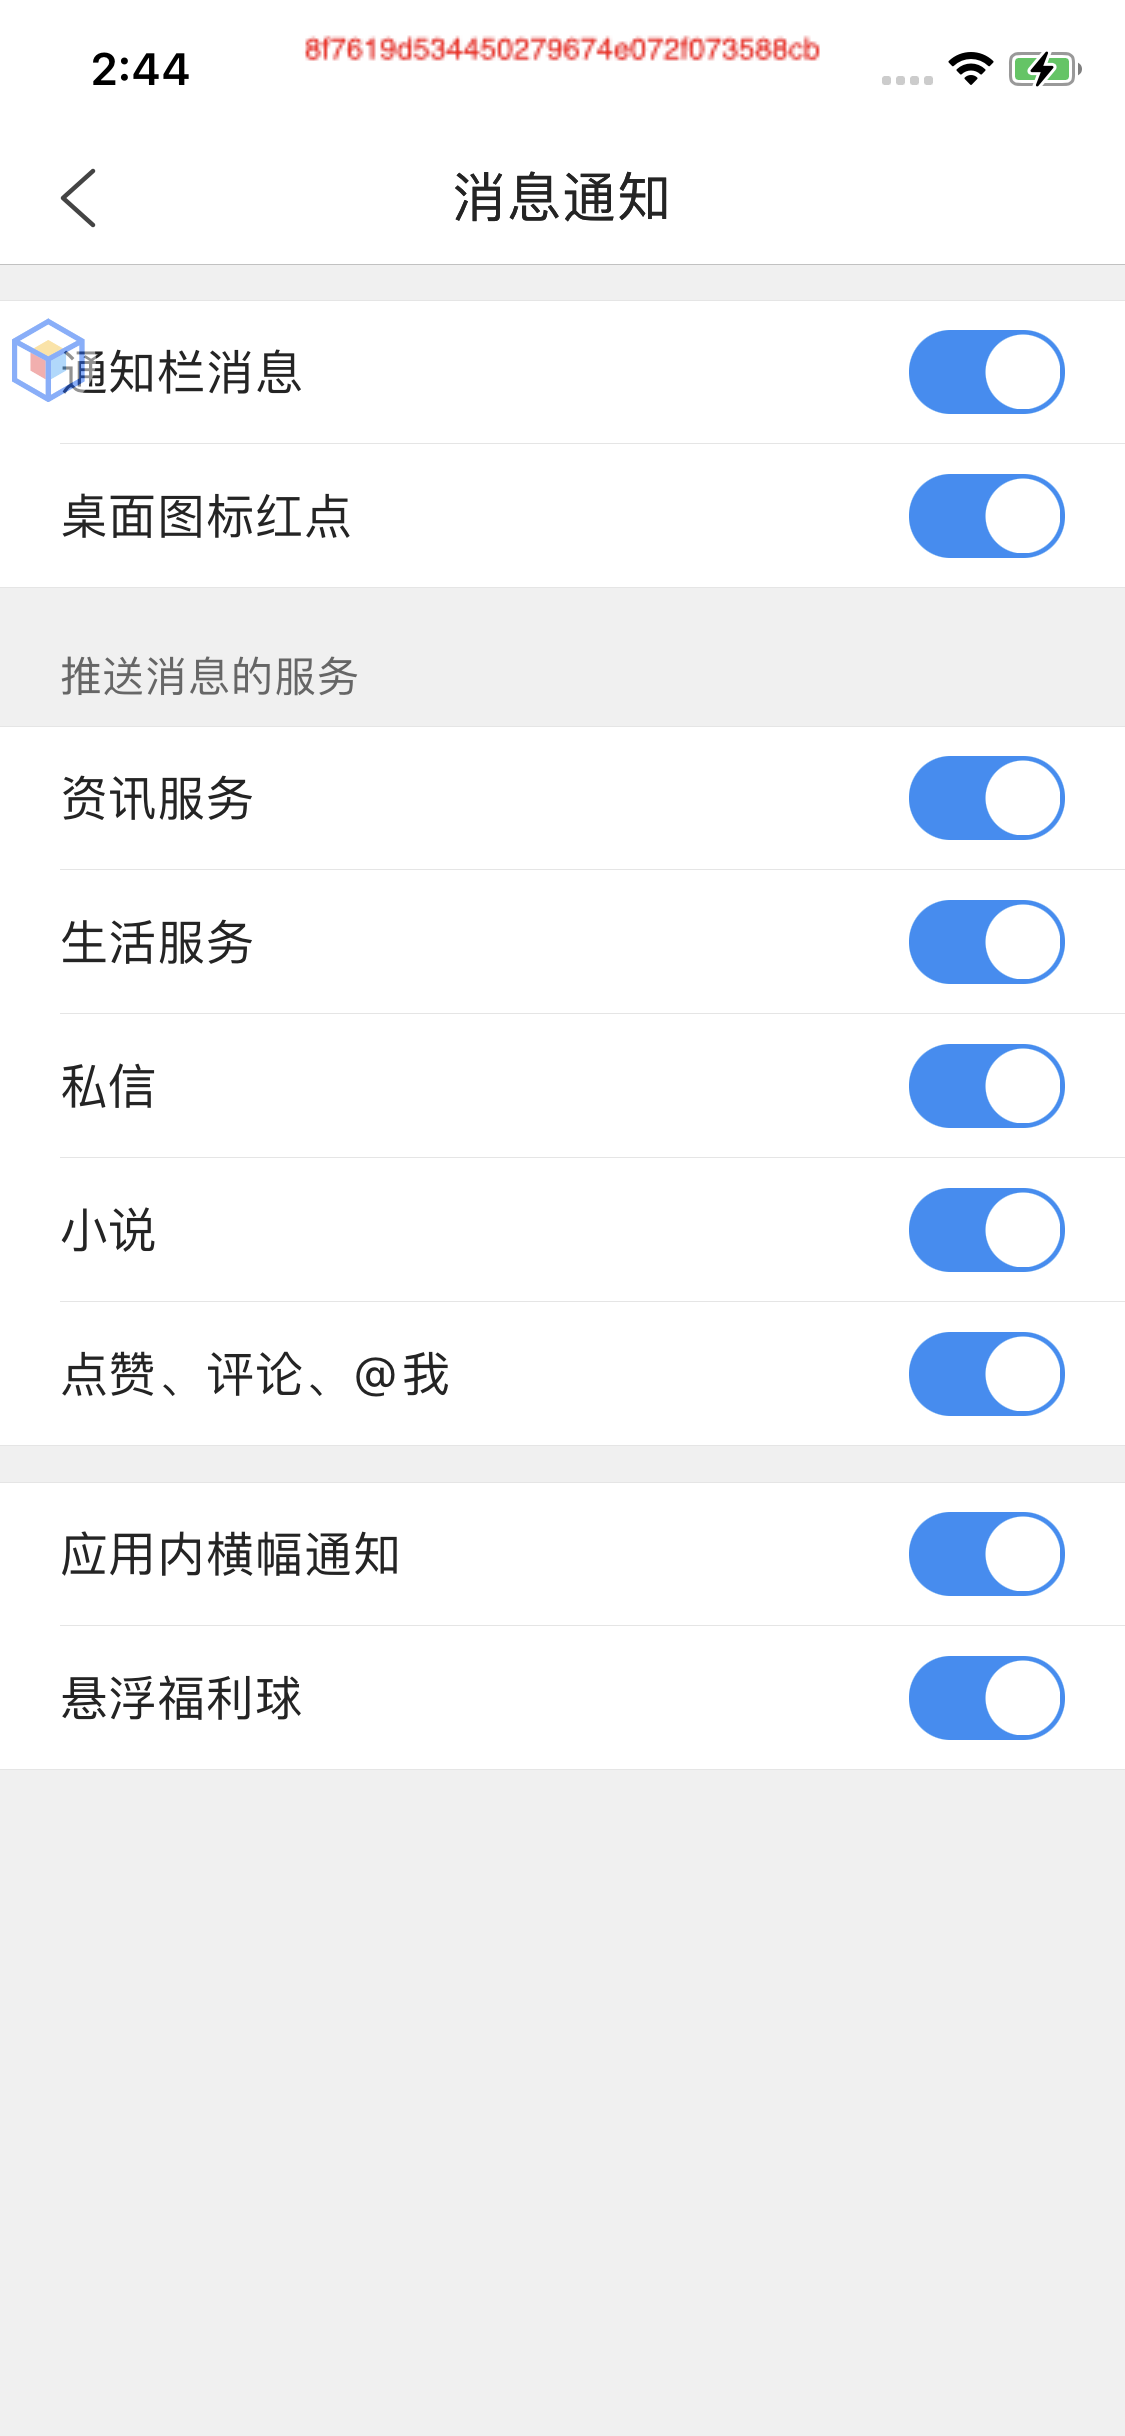 8f7619d534450279674e072f073588cb
2:44
消息通知
通知栏消息
桌面图标红点
推送消息的服务
资讯服务
生活服务
私信
小说
点赞、评论、@我
应用内横幅通知
悬浮福利球